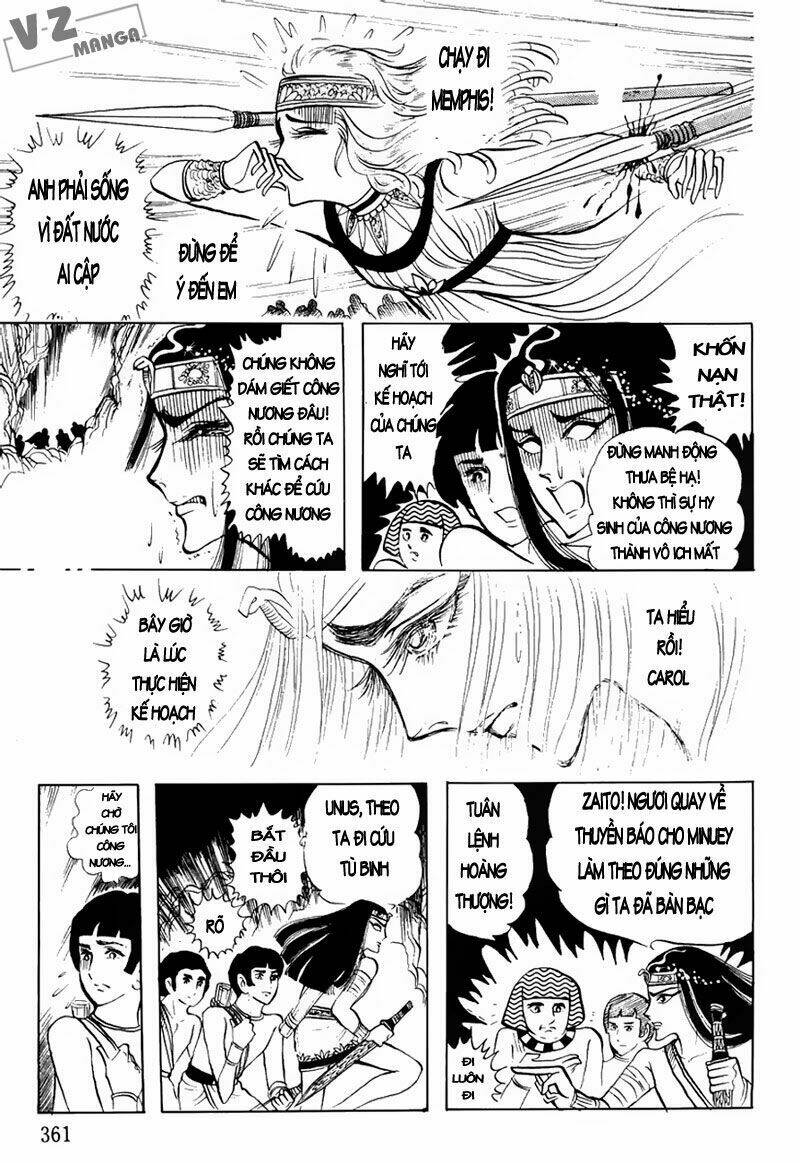 V-Z
MANGA
CHẠY ĐI
MEMPHIS!
ANH PHẢI SỐNG
VÌ ĐẤT NƯỚC
AI CẬP
ĐỪNG ĐỂ
Ý ĐẾN EM
KHỐN
NẠN
THẬT!
HÃY
NGHĨ TỚI
KẾ HOẠCH
CỦA CHÚNG
TA
ĐỪNG MANH ĐỘNG
THƯA BỆ HẠ!
KHÔNG THÌ SỰ HY
SINH CỦA CÔNG NƯƠNG
THÀNH VÔ ICH MẤT
CHÚNG KHÔNG
DÁM GIẾT CÔNG
NƯƠNG ĐÂU!
RỒI CHÚNG TA
SẼ TÌM CÁCH
KHÁC ĐỂ CỨU
CÔNG NƯƠNG
TA HIỂU
RỒI!
CAROL
BÂY GIỜ
LÀ LÚC
THỰC HIỆN
KẾ HOẠCH
ZAITO! NGƯƠI QUAY VỀ
THUYỀN BÁO CHO MINUEY
LÀM THEO ĐÚNG NHỮNG
GÌ TA ĐÃ BÀN BẠC
TUÂN
LỆNH
HOÀNG
THƯỢNG!
ĐI
LUÔN
ĐI
UNUS, THEO
TA ĐI CỨU
TÙ BINH
BẮT
ĐẦU
THÔI
RÕ
HÃY
CHỜ
CHÚNG TÔI
CÔNG
NƯƠNG...
361